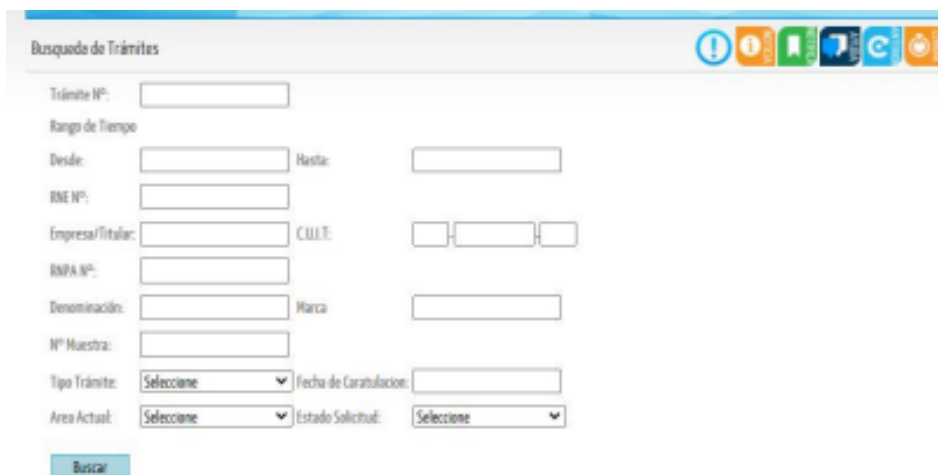 Busqueda de Trámites
Trámite Nº:
Rango de Tiempo
Desde: Hasta:
RNE Nº:
Empresa/Titular: C.U.I.T:
- -
RNPA Nº:
Denominación: Marca
Nº Muestra:
Tipo Trámite: Seleccione Fecha de Caratulacion:
Area Actual: Seleccione Estado Solicitud: Seleccione
Buscar